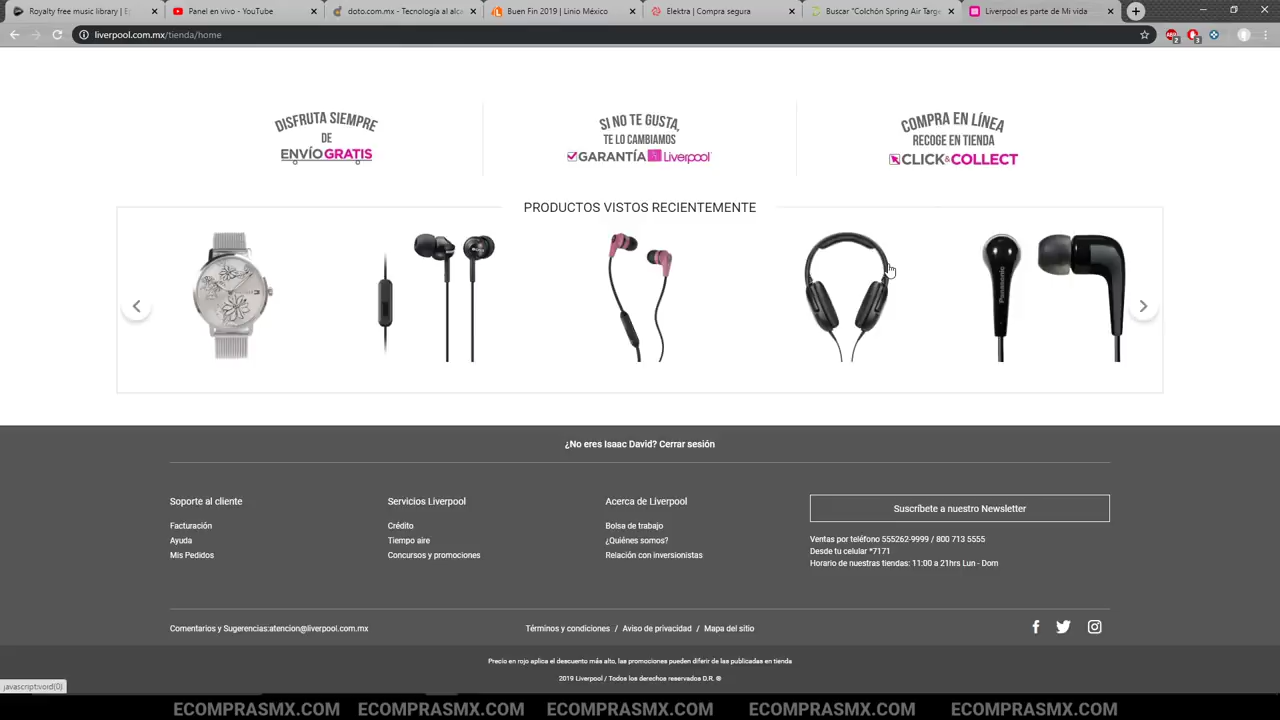 Royalty free music library | E
Panel en vivo - YouTube
doto.com.mx - Tecnología al alca
Buen Fin 2019 | Linio México
Elektra | Compra segura
Buscar "Colchón Spring Air Targe
Liverpool es parte de Mi vida
liverpool.com.mx/tienda/home
2
3
DISFRUTA SIEMPRE
DE
ENVÍOGRATIS
SI NO TE GUSTA,
TE LO CAMBIAMOS
GARANTÍA Liverpool
COMPRA EN LÍNEA
RECOGE EN TIENDA
CLICK&COLLECT
PRODUCTOS VISTOS RECIENTEMENTE
Panasonic
¿No eres Isaac David? Cerrar sesión
Soporte al cliente
Facturación
Ayuda
Mis Pedidos
Servicios Liverpool
Crédito
Tiempo aire
Concursos y promociones
Acerca de Liverpool
Bolsa de trabajo
¿Quiénes somos?
Relación con inversionistas
Suscríbete a nuestro Newsletter
Ventas por teléfono 555262-9999 / 800 713 5555
Desde tu celular *7171
Horario de nuestras tiendas: 11:00 a 21hrs Lun - Dom
Comentarios y Sugerencias:atencion@liverpool.com.mx
Términos y condiciones / Aviso de privacidad / Mapa del sitio
Precio en rojo aplica el descuento más alto, las promociones pueden diferir de las publicadas en tienda
2019 Liverpool / Todos los derechos reservados D.R. ®
javascript:void(0)
ECOMPRASMX.COM ECOMPRASMX.COM ECOMPRASMX.COM ECOMPRASMX.COM ECOMPRASMX.COM